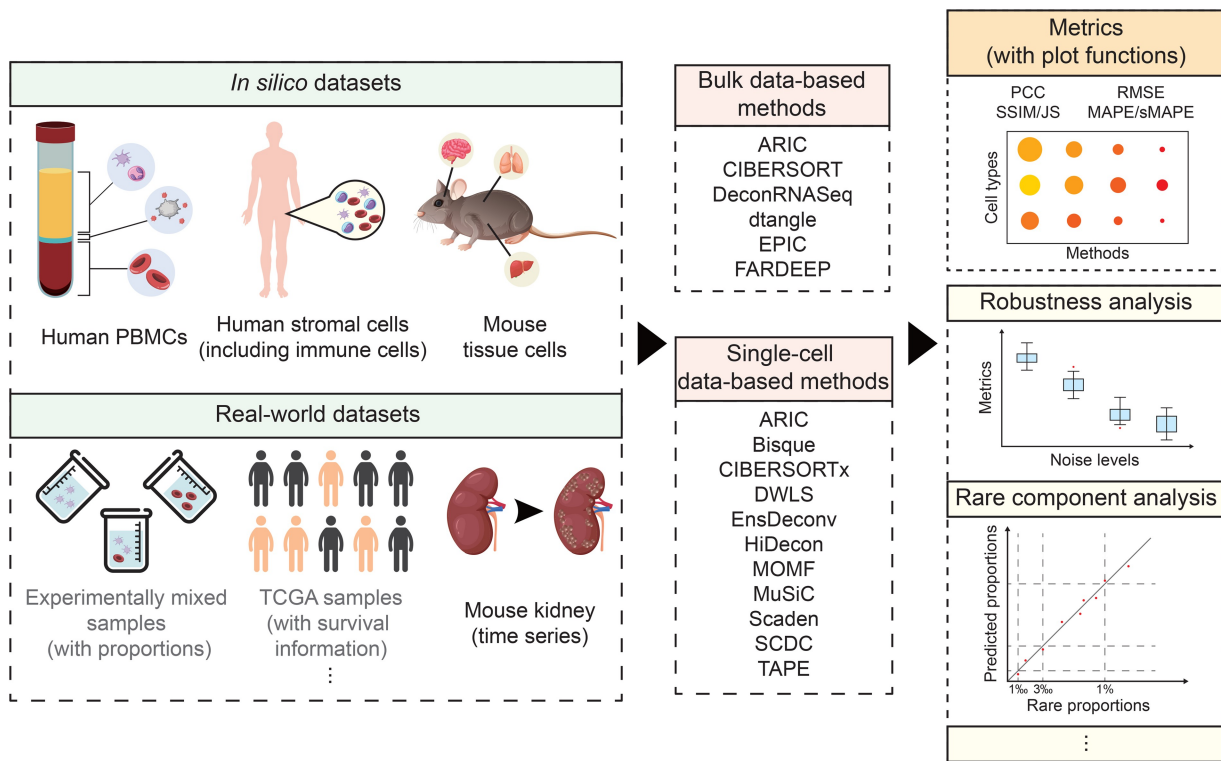 In silico datasets
Human PBMCs
Human stromal cells
(including immune cells)
Mouse
tissue cells
Real-world datasets
Experimentally mixed
samples
(with proportions)
TCGA samples
(with survival
information)
⋮
Mouse kidney
(time series)
Bulk data-based
methods
ARIC
CIBERSORT
DeconRNASeq
dtangle
EPIC
FARDEEP
Single-cell
data-based methods
ARIC
Bisque
CIBERSORTx
DWLS
EnsDeconv
HiDecon
MOMF
MuSiC
Scaden
SCDC
TAPE
Metrics
(with plot functions)
PCC RMSE
SSIM/JS MAPE/sMAPE
Cell types
Methods
Robustness analysis
Metrics
Noise levels
Rare component analysis
Predicted proportions
1‰ 3‰ 1%
Rare proportions
⋮